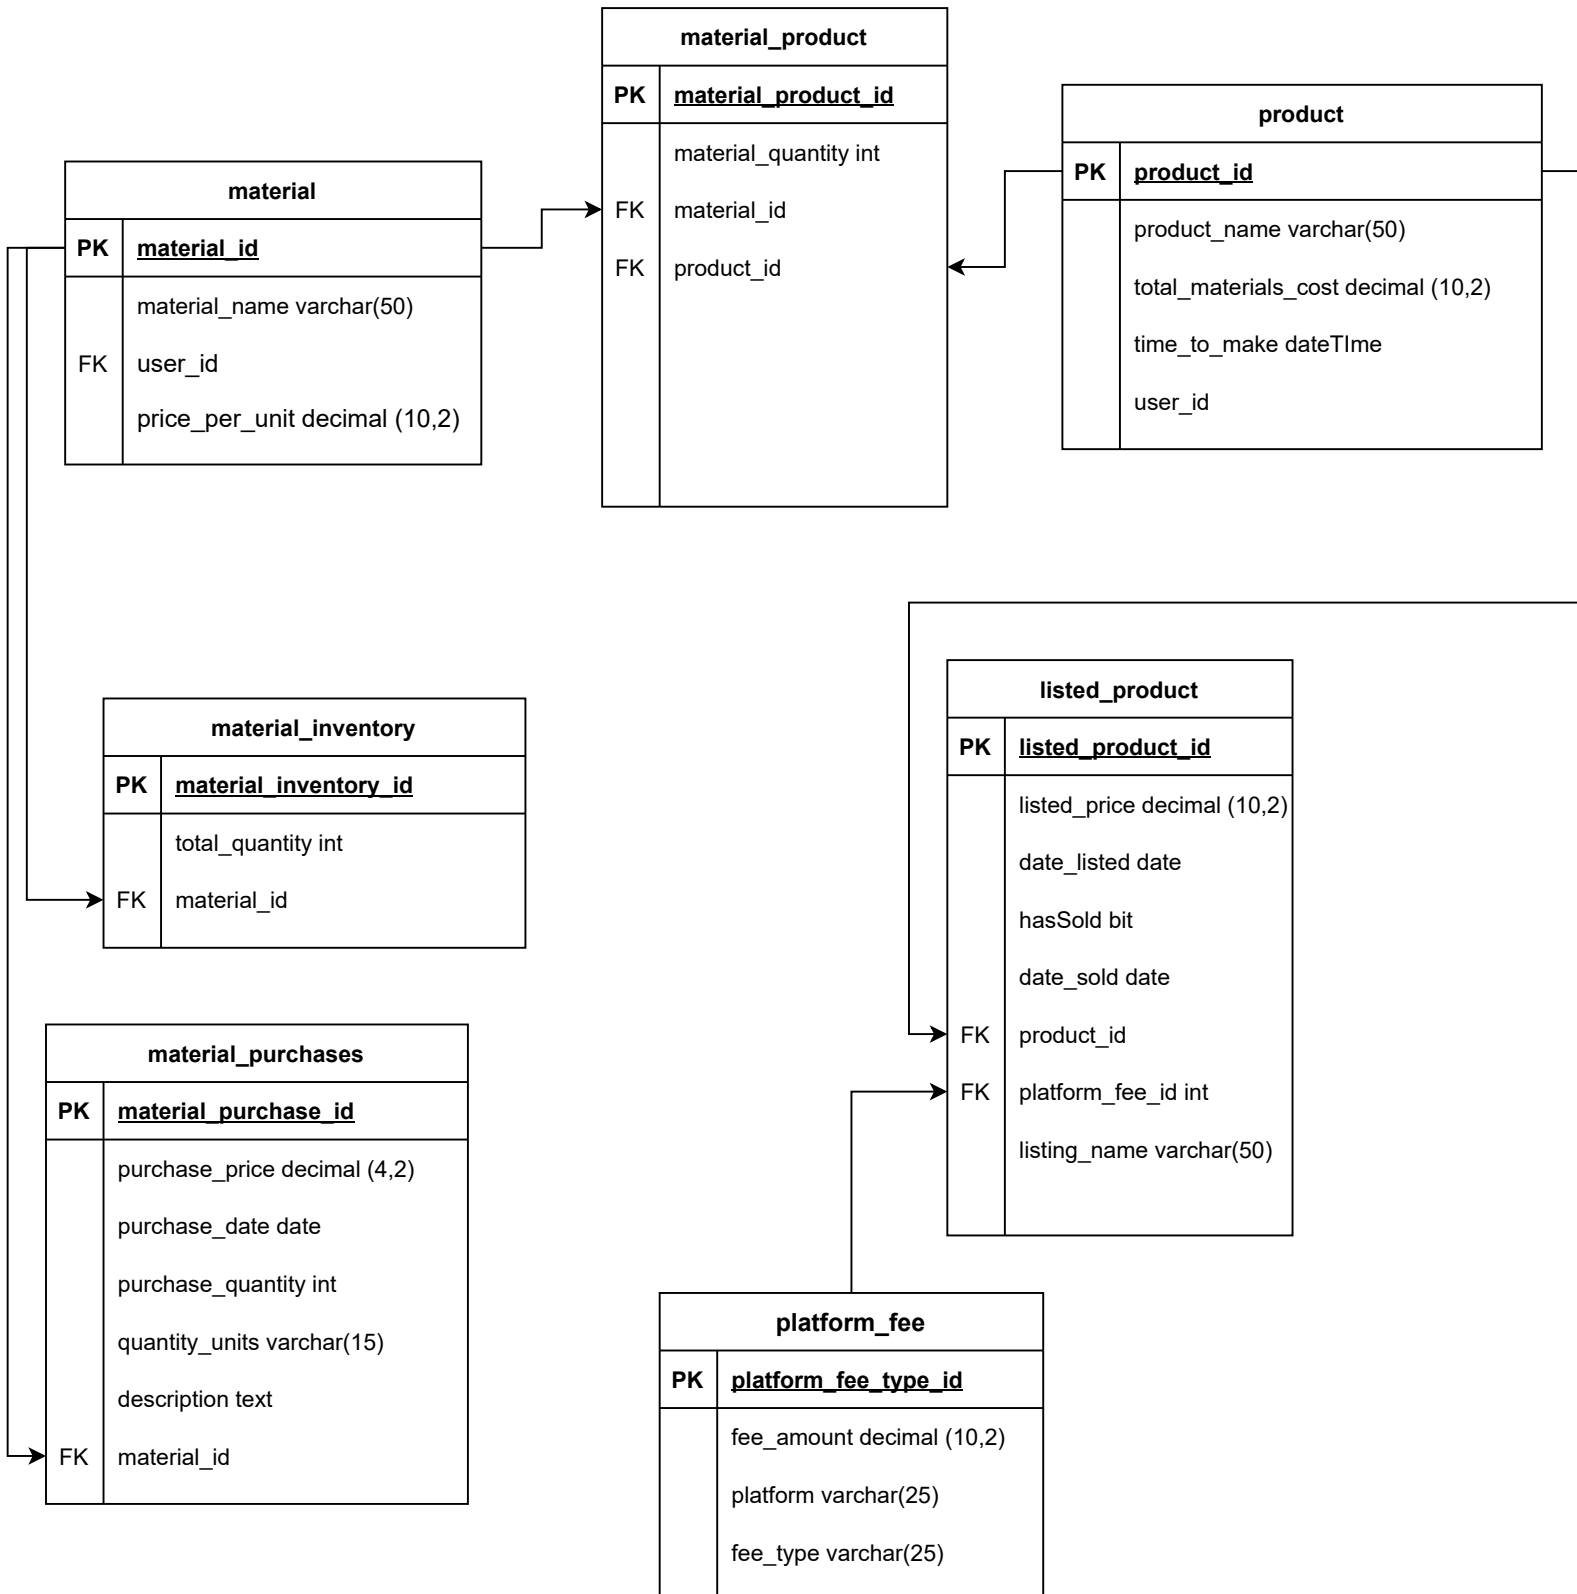 material_product
PK material_product_id
material_quantity int
FK material_id
FK product_id
product
PK product_id
product_name varchar(50)
total_materials_cost decimal (10,2)
time_to_make dateTIme
user_id
material
PK material_id
material_name varchar(50)
FK user_id
price_per_unit decimal (10,2)
material_inventory
PK material_inventory_id
total_quantity int
FK material_id
listed_product
PK listed_product_id
listed_price decimal (10,2)
date_listed date
hasSold bit
date_sold date
FK product_id
FK platform_fee_id int
listing_name varchar(50)
material_purchases
PK material_purchase_id
purchase_price decimal (4,2)
purchase_date date
purchase_quantity int
quantity_units varchar(15)
description text
FK material_id
platform_fee
PK platform_fee_type_id
fee_amount decimal (10,2)
platform varchar(25)
fee_type varchar(25)